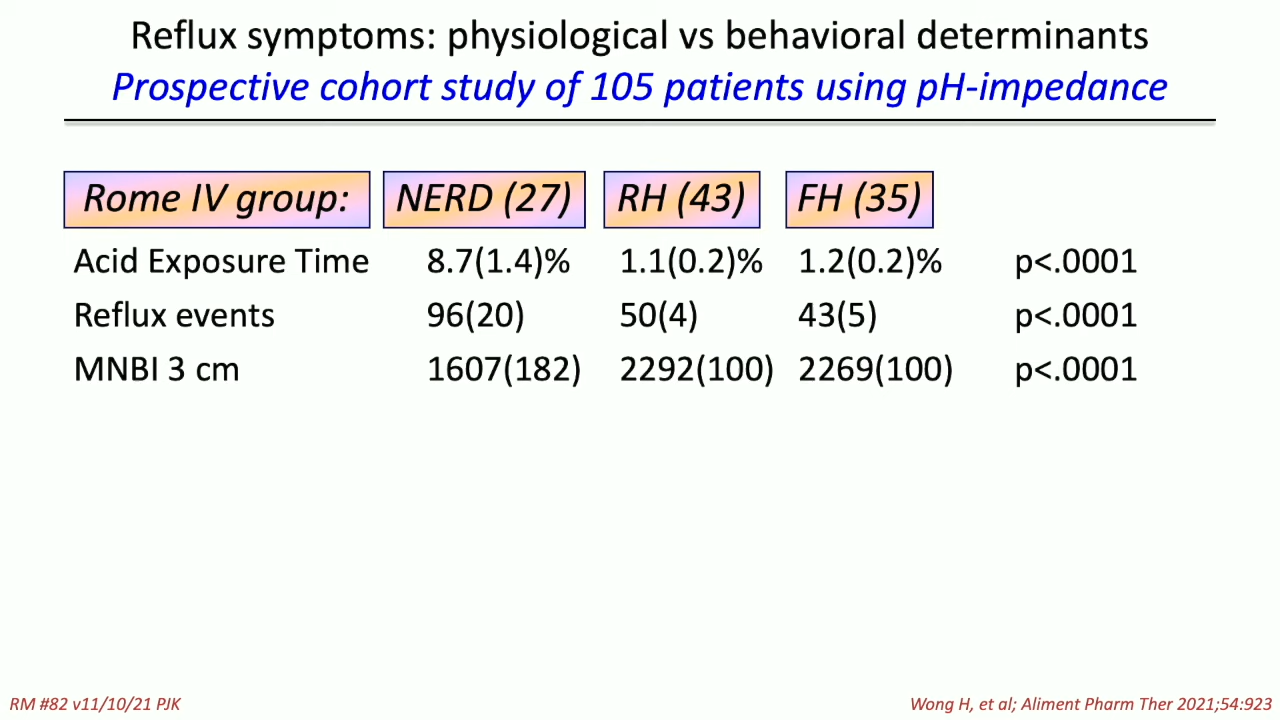 Reflux symptoms: physiological vs behavioral determinants
Prospective cohort study of 105 patients using pH-impedance
Rome IV group: NERD (27) RH (43) FH (35)
Acid Exposure Time 8.7(1.4)% 1.1(0.2)% 1.2(0.2)% p<.0001
Reflux events 96(20) 50(4) 43(5) p<.0001
MNBI 3 cm 1607(182) 2292(100) 2269(100) p<.0001
RM #82 v11/10/21 PJK
Wong H, et al; Aliment Pharm Ther 2021;54:923